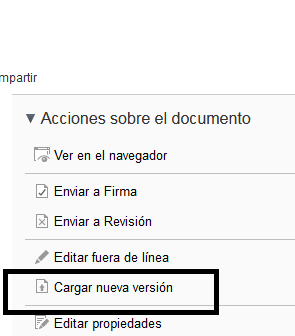 mpartir
Acciones sobre el documento
Ver en el navegador
Enviar a Firma
Enviar a Revisión
Editar fuera de línea
Cargar nueva versión
Editar propiedades